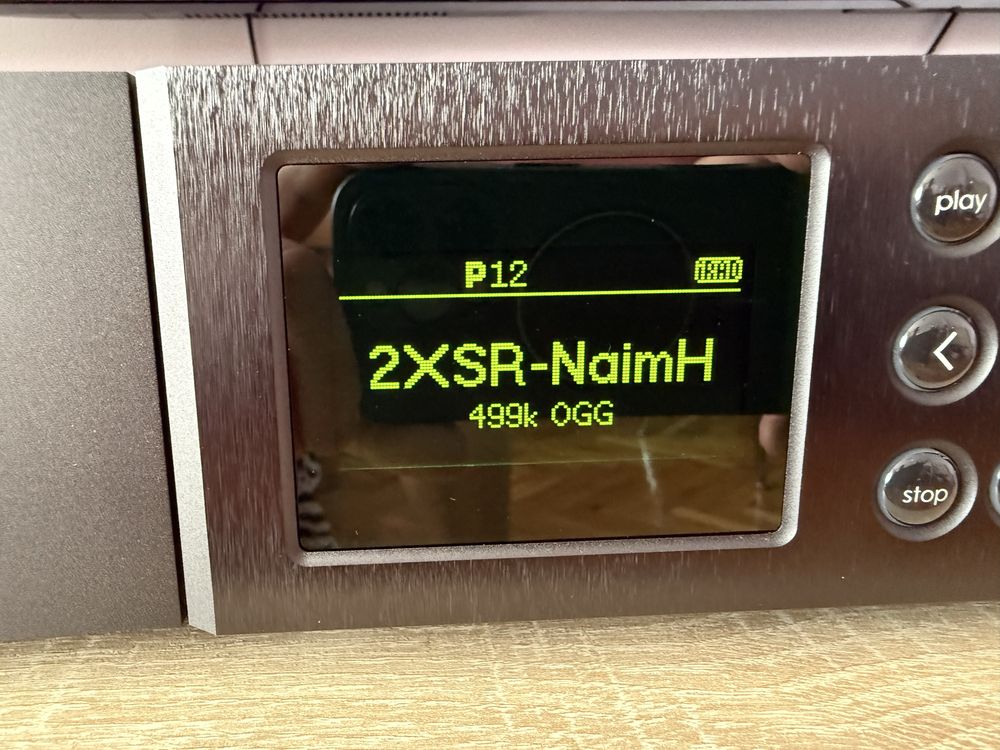 P12 iRAD
2XSR-NaimH
499k OGG
play
<
stop